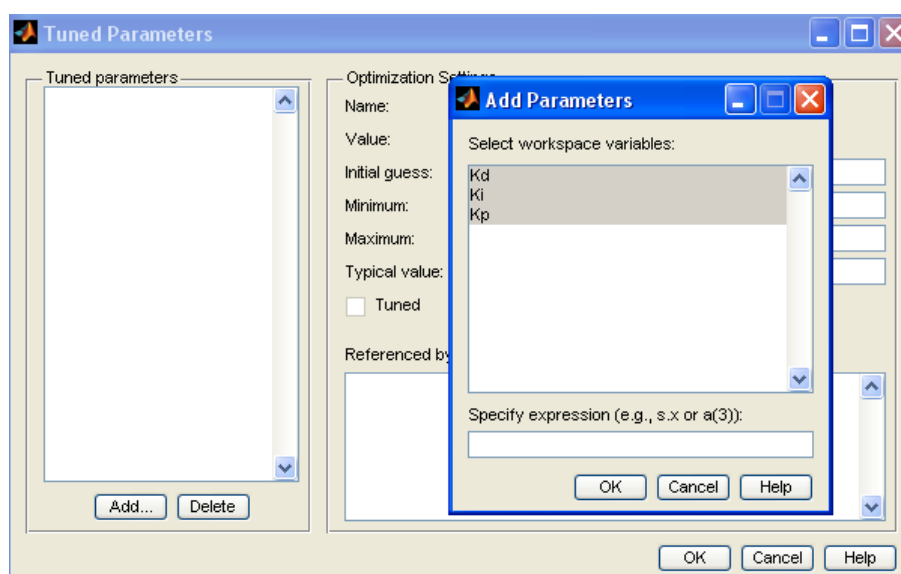 Tuned Parameters
Tuned parameters
Add...
Delete
Optimization
Name:
Value:
Initial guess:
Minimum:
Maximum:
Typical value:
Tuned
Referenced by
Add Parameters
Select workspace variables:
Kd
Ki
Kp
Specify expression (e.g., s.x or a(3)):
OK Cancel Help
OK Cancel Help